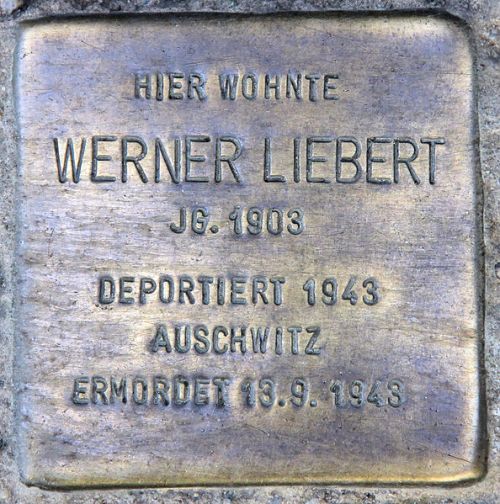 HIER WOHNTE
WERNER LIEBERT
JG. 1903
DEPORTIERT 1943
AUSCHWITZ
ERMORDET 13.9.1943